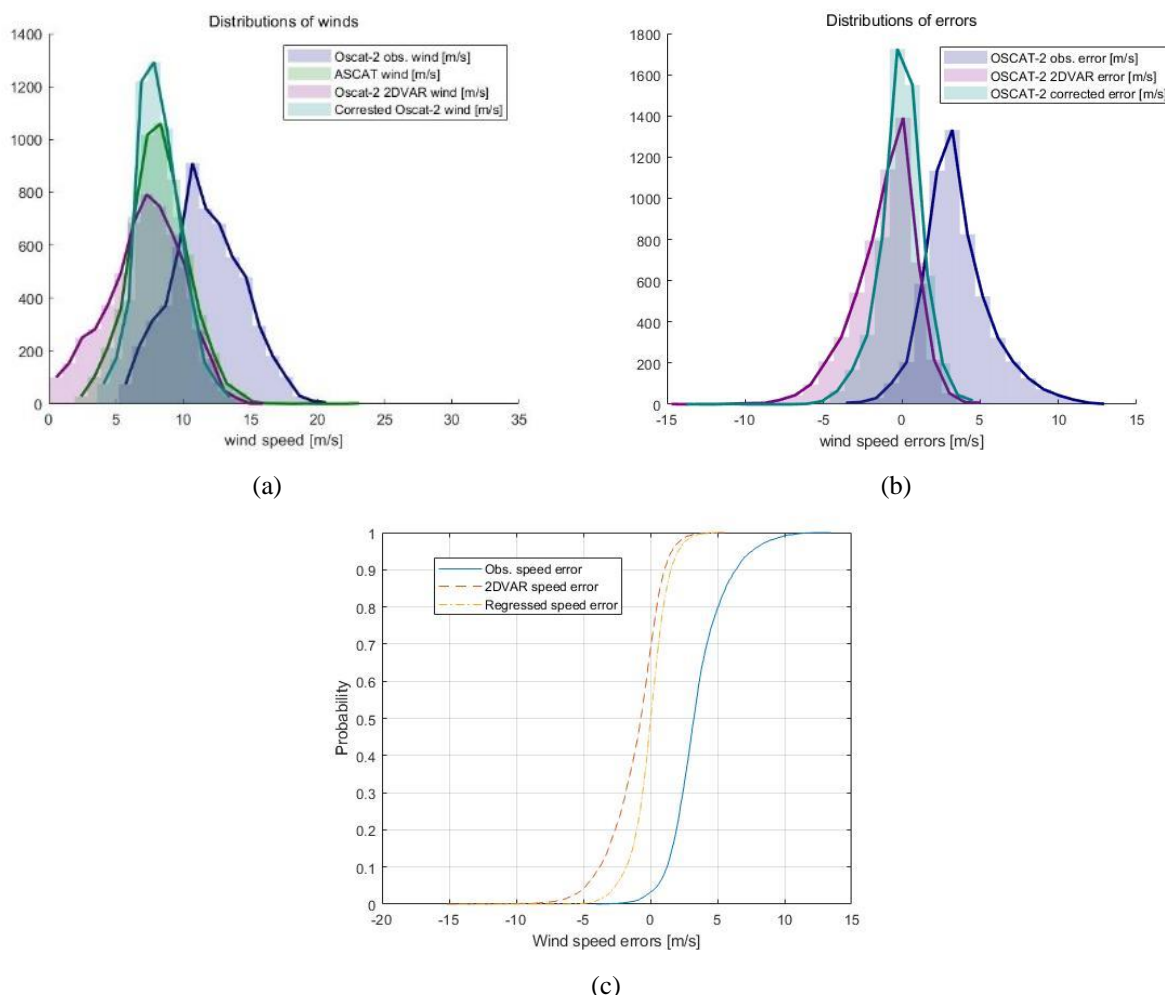 Distributions of winds
1400
1200
1000
800
600
400
200
0
Oscat-2 obs. wind [m/s]
ASCAT wind [m/s]
Oscat-2 2DVAR wind [m/s]
Corrested Oscat-2 wind [m/s]
0 5 10 15 20 25 30 35
wind speed [m/s]
(a)
Distributions of errors
1800
1600
1400
1200
1000
800
600
400
200
0
OSCAT-2 obs. error [m/s]
OSCAT-2 2DVAR error [m/s]
OSCAT-2 corrected error [m/s]
-15 -10 -5 0 5 10 15
wind speed errors [m/s]
(b)
1
0.9
0.8
0.7
0.6
0.5
0.4
0.3
0.2
0.1
0
Probability
Obs. speed error
2DVAR speed error
Regressed speed error
-20 -15 -10 -5 0 5 10 15
Wind speed errors [m/s]
(c)